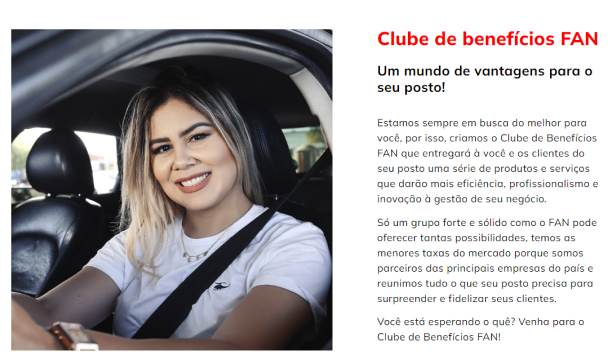 Clube de benefícios FAN
Um mundo de vantagens para o
seu posto!
Estamos sempre em busca do melhor para
você, por isso, criamos o Clube de Benefícios
FAN que entregará à você e os clientes do
seu posto uma série de produtos e serviços
que darão mais eficiência, profissionalismo e
inovação à gestão de seu negócio.
Só um grupo forte e sólido como o FAN pode
oferecer tantas possibilidades, temos as
menores taxas do mercado porque somos
parceiros das principais empresas do país e
reunimos tudo o que seu posto precisa para
surpreender e fidelizar seus clientes.
Você está esperando o quê? Venha para o
Clube de Benefícios FAN!